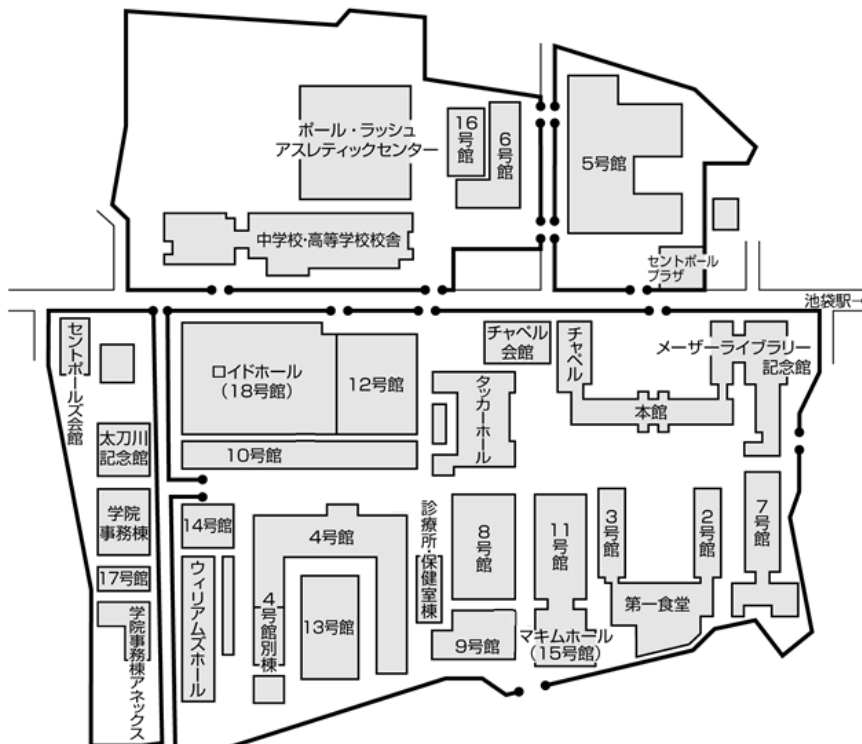 ポール・ラッシュ
アスレティックセンター
16号館
6号館
5号館
中学校・高等学校校舎
セントポール
プラザ
池袋駅→
セントポールズ会館
ロイドホール
(18号館)
12号館
チャペル
会館
チャペル
メーザーライブラリー
記念館
タッカーホール
本館
太刀川
記念館
10号館
学院
事務棟
14号館
4号館
診療所・保健室棟
8号館
11号館
3号館
2号館
7号館
17号館
ウィリアムズホール
4号館別棟
13号館
第一食堂
学院事務棟アネックス
9号館
マキムホール
(15号館)